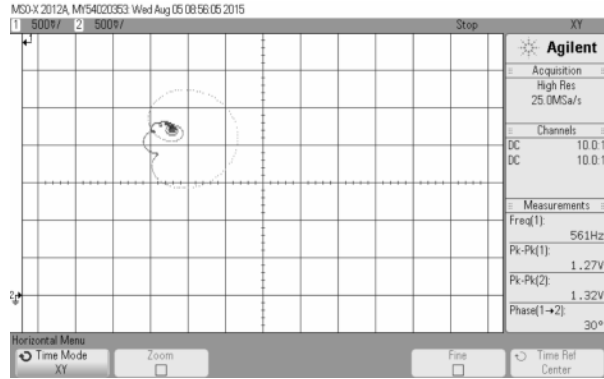 MSO-X 2012A, MY54020353: Wed Aug 05 08:56:05 2015
1 500♈/ 2 500♈/ Stop XY
Agilent
Acquisition
High Res
25.0MSa/s
Channels
DC 10.0:1
DC 10.0:1
Measurements
Freq(1):
561Hz
Pk-Pk(1):
1.27V
Pk-Pk(2):
1.32V
Phase(1→2):
30°
2
Horizontal Menu
Time Mode
XY
Zoom
Fine
Time Ref
Center